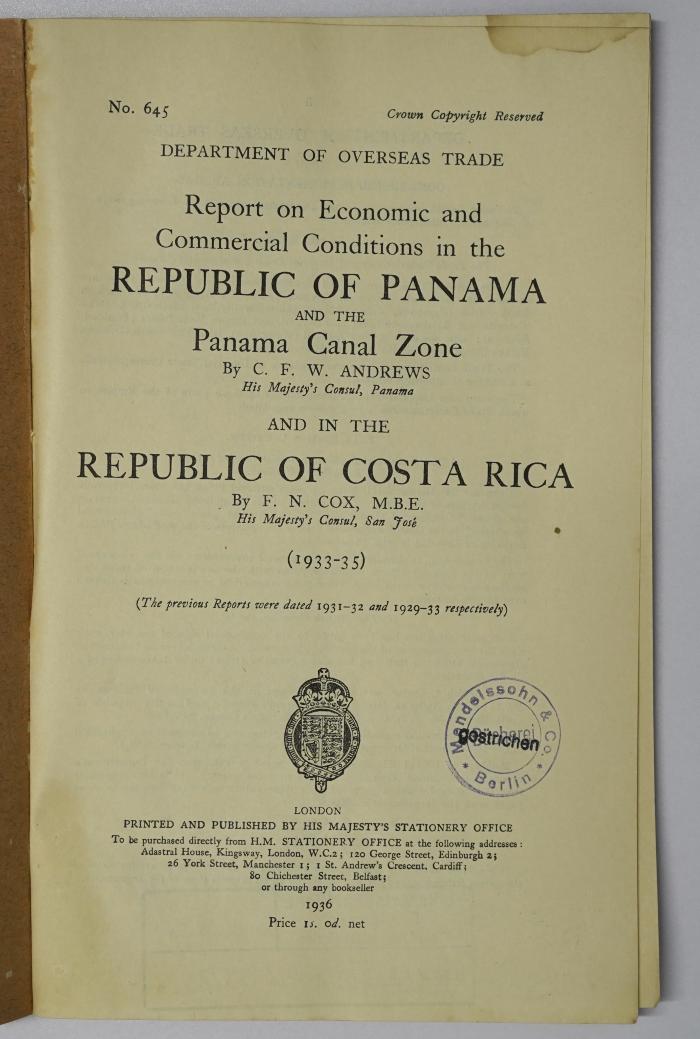 No. 645
Crown Copyright Reserved
DEPARTMENT OF OVERSEAS TRADE
Report on Economic and
Commercial Conditions in the
REPUBLIC OF PANAMA
AND THE
Panama Canal Zone
By C. F. W. ANDREWS
His Majesty's Consul, Panama
AND IN THE
REPUBLIC OF COSTA RICA
By F. N. COX, M.B.E.
His Majesty's Consul, San José
(1933-35)
(The previous Reports were dated 1931-32 and 1929-33 respectively)
Mendelssohn & Co.
Bücherei
gestrichen
* Berlin *
LONDON
PRINTED AND PUBLISHED BY HIS MAJESTY'S STATIONERY OFFICE
To be purchased directly from H.M. STATIONERY OFFICE at the following addresses:
Adastral House, Kingsway, London, W.C.2; 120 George Street, Edinburgh 2;
26 York Street, Manchester 1; 1 St. Andrew's Crescent, Cardiff;
80 Chichester Street, Belfast;
or through any bookseller
1936
Price 1s. 0d. net